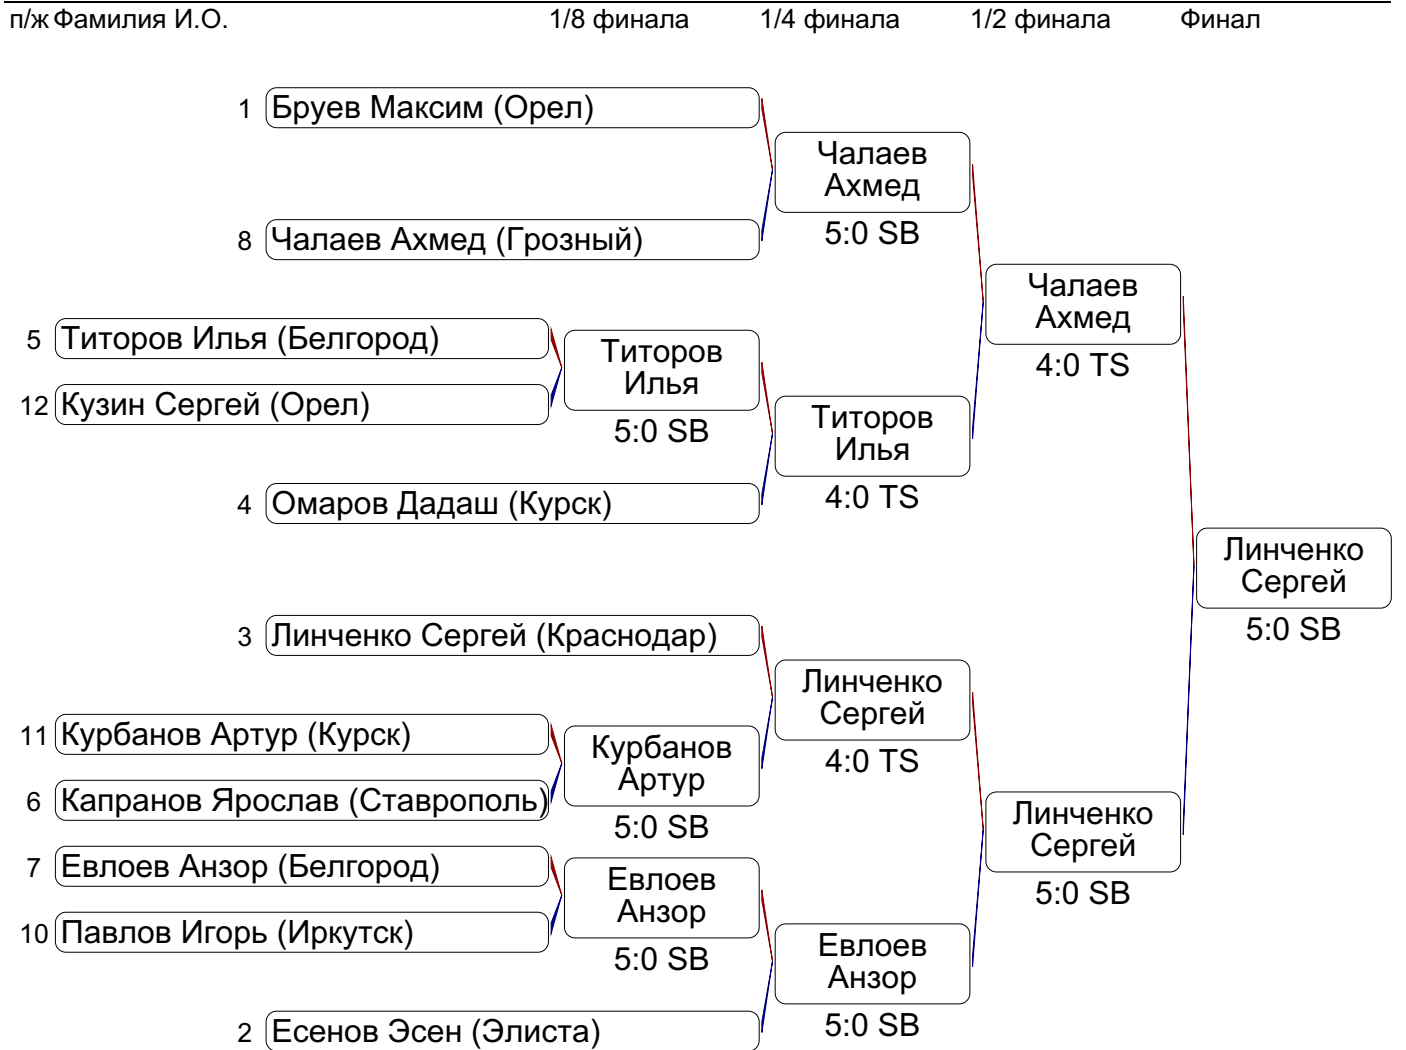 п/ж Фамилия И.О. 1/8 финала 1/4 финала 1/2 финала Финал
1 Бруев Максим (Орел)
Чалаев
Ахмед
5:0 SB
8 Чалаев Ахмед (Грозный)
Чалаев
Ахмед
4:0 TS
5 Титоров Илья (Белгород)
Титоров
Илья
5:0 SB
12 Кузин Сергей (Орел)
Титоров
Илья
4:0 TS
4 Омаров Дадаш (Курск)
Линченко
Сергей
5:0 SB
3 Линченко Сергей (Краснодар)
Линченко
Сергей
4:0 TS
11 Курбанов Артур (Курск)
Курбанов
Артур
5:0 SB
6 Капранов Ярослав (Ставрополь)
Линченко
Сергей
5:0 SB
7 Евлоев Анзор (Белгород)
Евлоев
Анзор
5:0 SB
10 Павлов Игорь (Иркутск)
Евлоев
Анзор
5:0 SB
2 Есенов Эсен (Элиста)